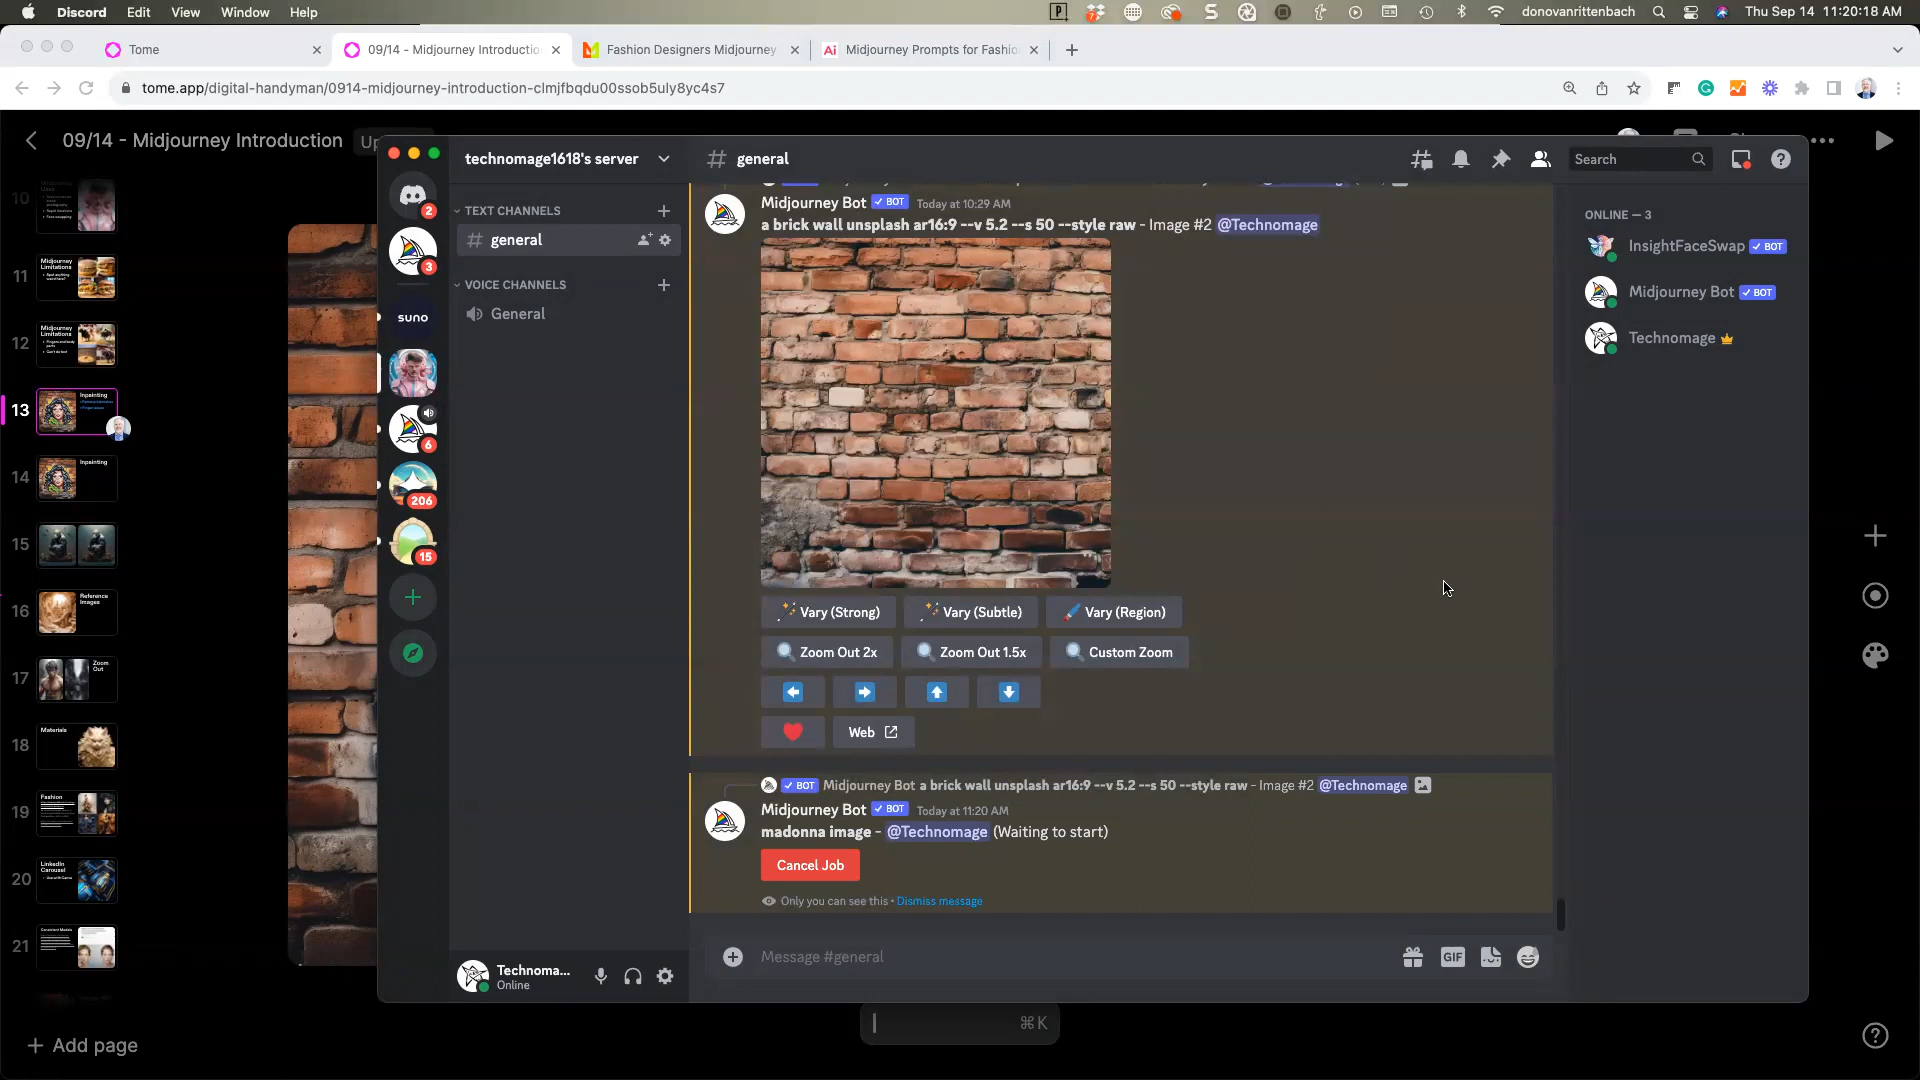 Discord Edit View Window Help
donovanrittenbach Thu Sep 14 11:20:18 AM
Tome
09/14 - Midjourney Introductio
Fashion Designers Midjourney
Midjourney Prompts for Fashio
tome.app/digital-handyman/0914-midjourney-introduction-clmjfbqdu00ssob5uly8yc4s7
09/14 - Midjourney Introduction
technomage1618's server
# general
Search
TEXT CHANNELS
# general
VOICE CHANNELS
General
2
3
suno
6
206
15
Midjourney Bot BOT Today at 10:29 AM
a brick wall unsplash ar16:9 --v 5.2 --s 50 --style raw - Image #2 @Technomage
Vary (Strong) Vary (Subtle) Vary (Region)
Zoom Out 2x Zoom Out 1.5x Custom Zoom
Web
BOT Midjourney Bot a brick wall unsplash ar16:9 --v 5.2 --s 50 --style raw - Image #2 @Technomage
Midjourney Bot BOT Today at 11:20 AM
madonna image - @Technomage (Waiting to start)
Cancel Job
Only you can see this • Dismiss message
Message #general
GIF
ONLINE — 3
InsightFaceSwap BOT
Midjourney Bot BOT
Technomage
Technoma...
Online
10
11 Midjourney Limitations
12 Midjourney Limitations
13 Inpainting
14 Inpainting
15
16 Reference Images
17 Zoom Out
18 Materials
19 Fashion
20 LinkedIn Carousel
21
+ Add page
⌘K